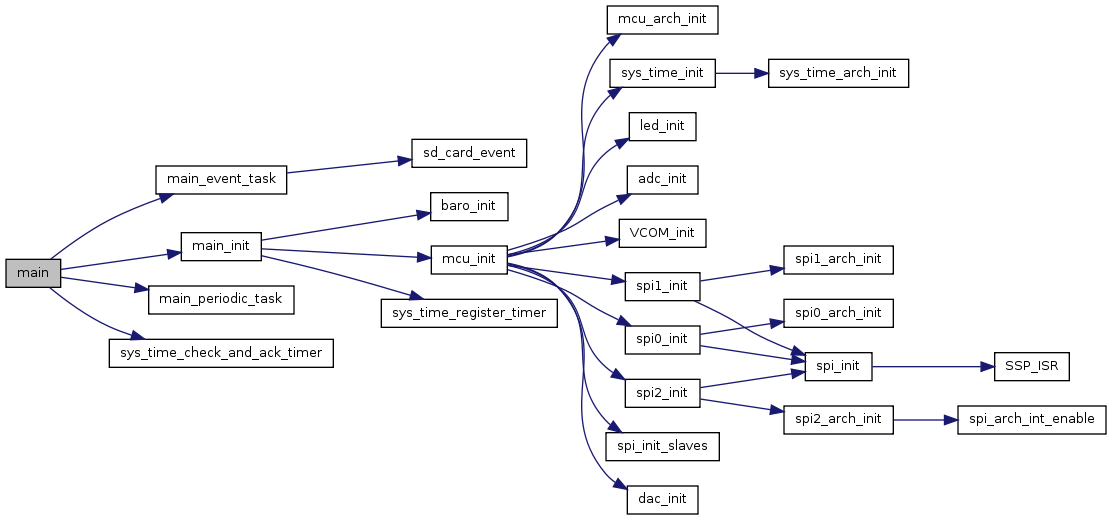 main
main_event_task
sd_card_event
main_init
baro_init
mcu_init
mcu_arch_init
sys_time_init
sys_time_arch_init
led_init
adc_init
VCOM_init
spi1_init
spi1_arch_init
spi0_init
spi0_arch_init
spi_init
SSP_ISR
spi2_init
spi2_arch_init
spi_arch_int_enable
spi_init_slaves
dac_init
sys_time_register_timer
main_periodic_task
sys_time_check_and_ack_timer